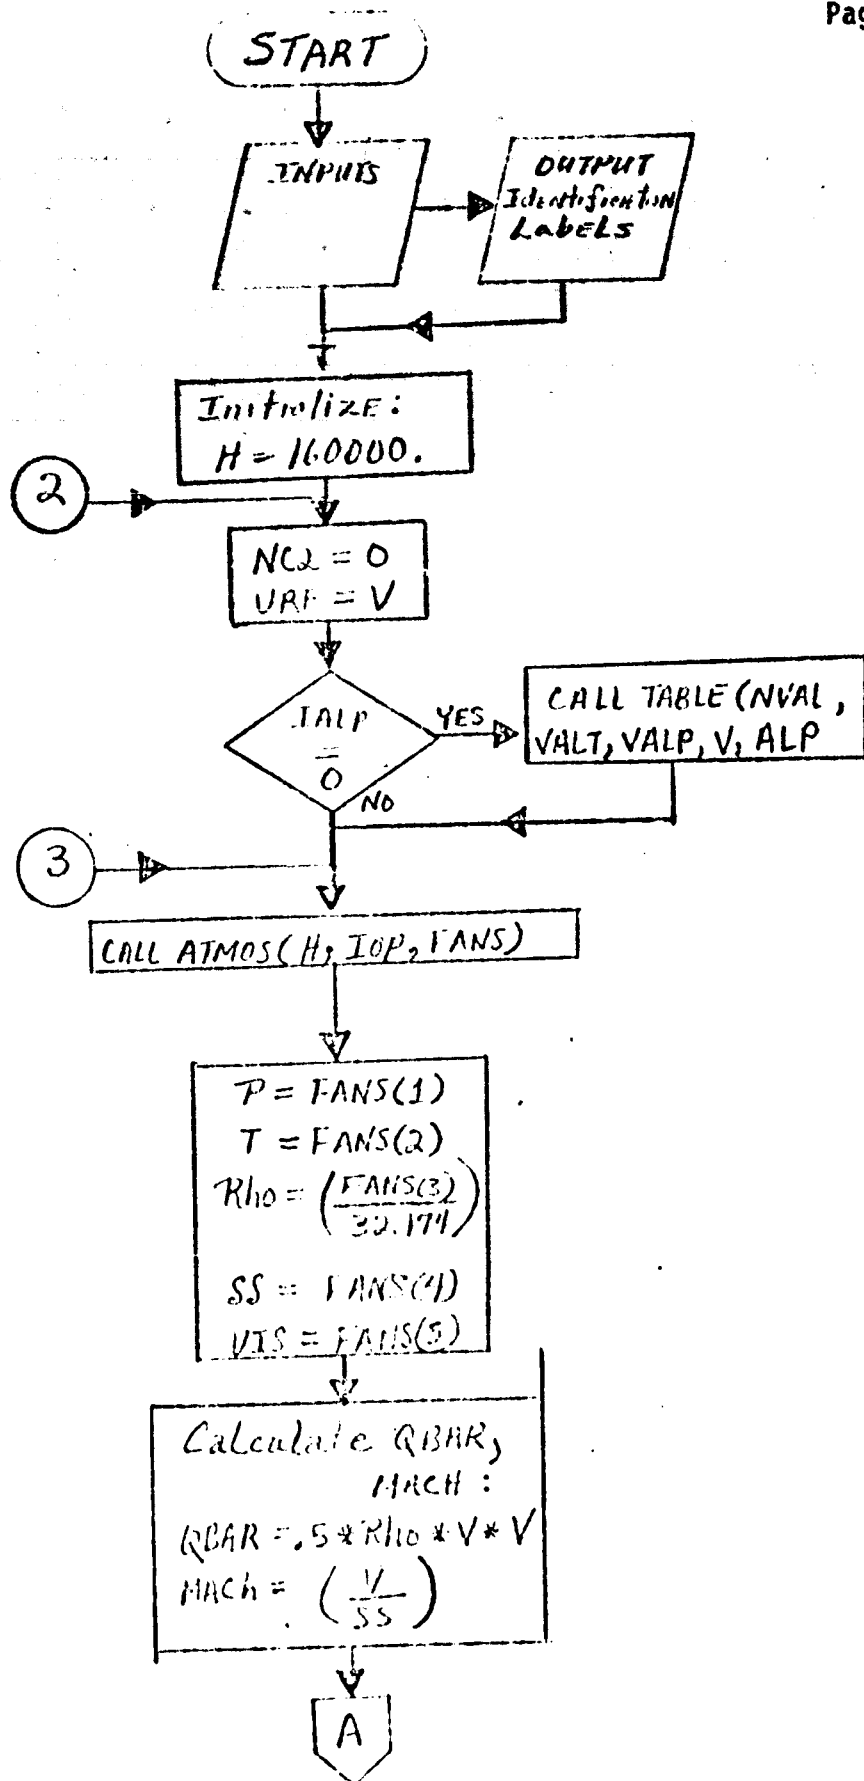 Pag
START
INPUTS
OUTPUT
Identification
Labels
Initialize:
H = 160000.
2
NC2 = 0
VRF = V
IALP
=
0
YES
NO
CALL TABLE (NVAL,
VALT, VALP, V, ALP
3
CALL ATMOS (H, IOP, FANS)
P = FANS(1)
T = FANS(2)
Rho = (FANS(3)
32.174)
SS = FANS(4)
VIS = FANS(5)
Calculate QBAR,
MACH :
QBAR = .5 * Rho * V * V
MACh = (V
SS)
A